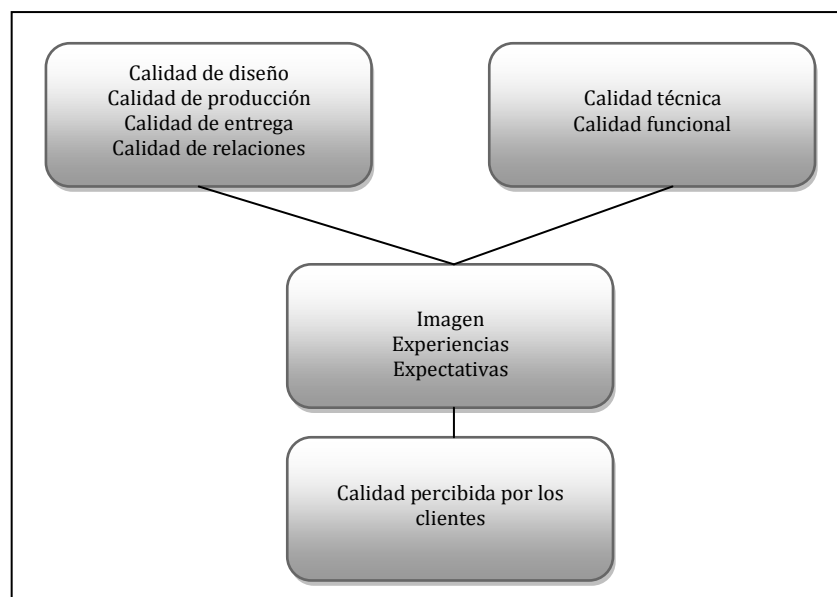 Calidad de diseño
Calidad de producción
Calidad de entrega
Calidad de relaciones
Calidad técnica
Calidad funcional
Imagen
Experiencias
Expectativas
Calidad percibida por los
clientes